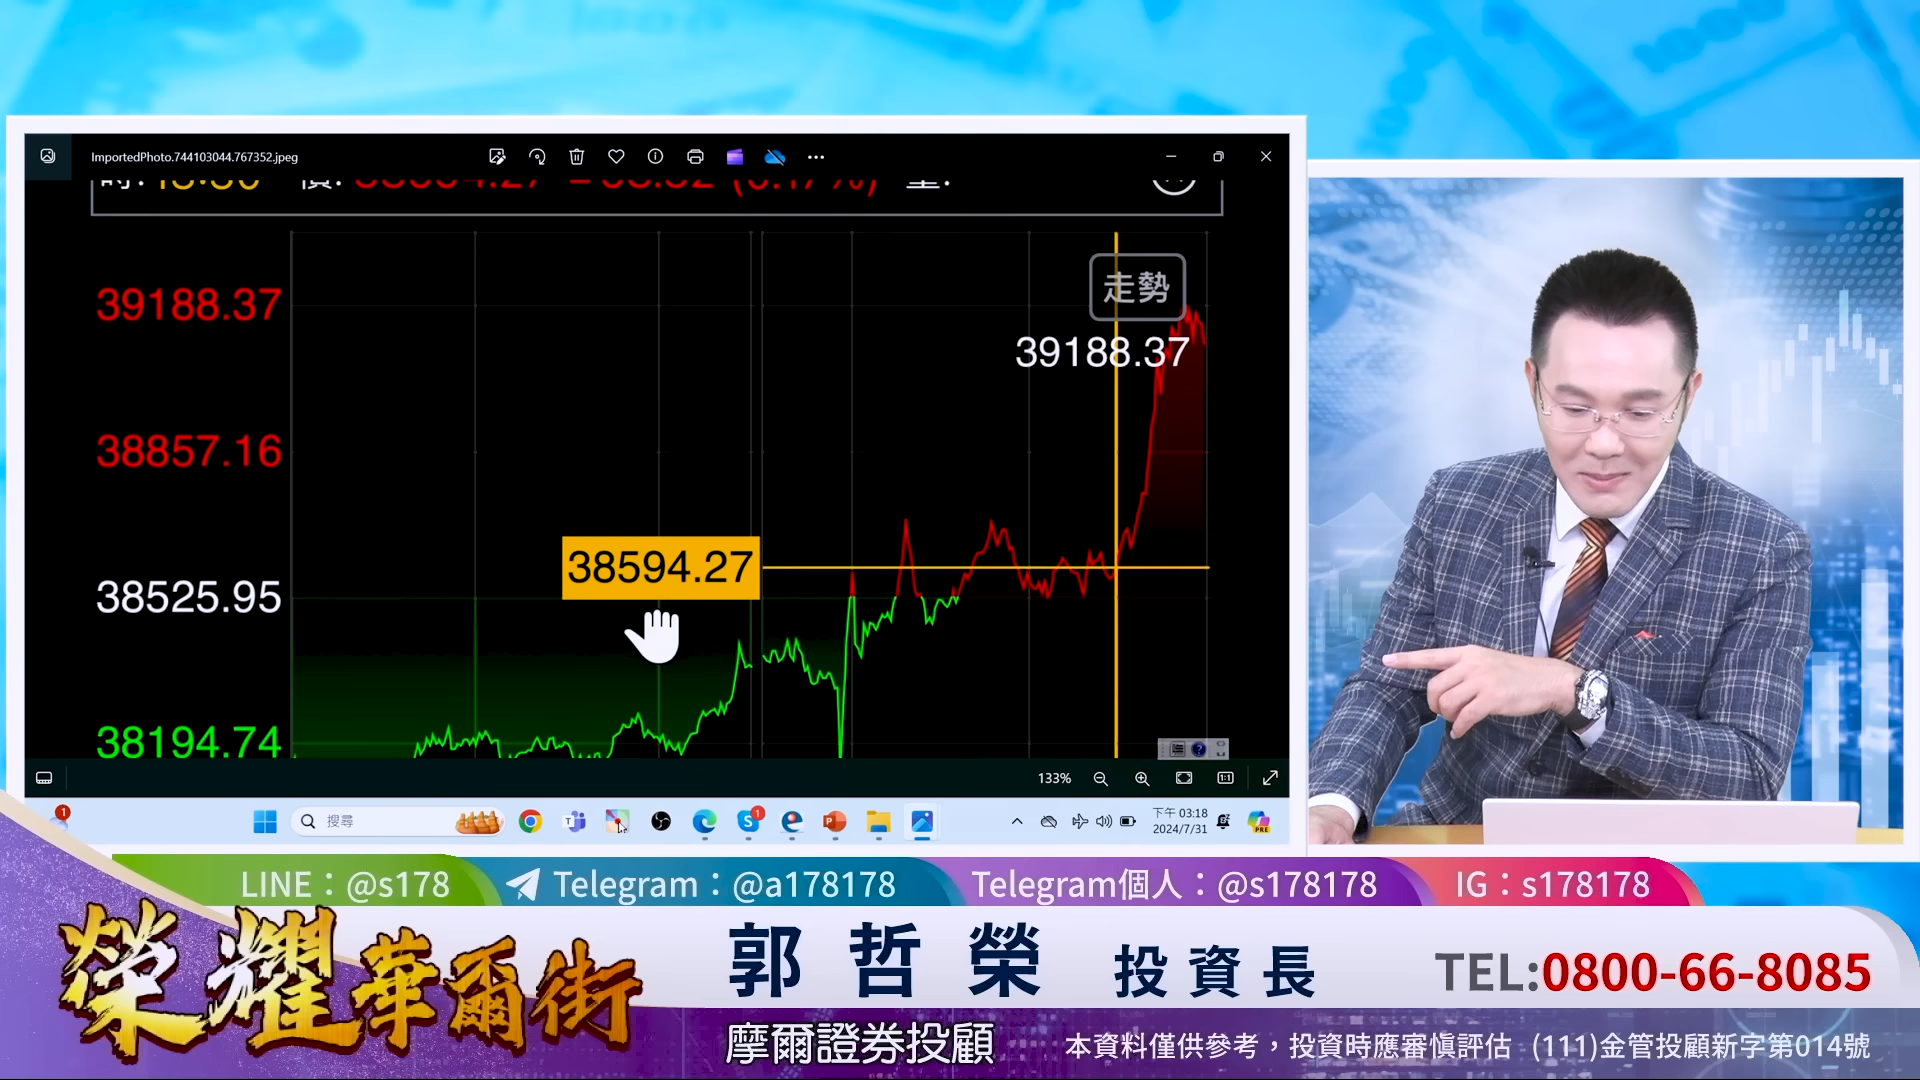 ImportedPhoto.744103044.767352.jpeg
走勢
39188.37
39188.37
38857.16
38594.27
38525.95
38194.74
133%
1
搜尋
1
下午 03:18
2024/7/31
PRE
LINE：@s178
Telegram：@a178178
Telegram個人：@s178178
IG：s178178
榮耀華爾街
郭哲榮 投資長
TEL:0800-66-8085
摩爾證券投顧
本資料僅供參考，投資時應審慎評估 (111)金管投顧新字第014號